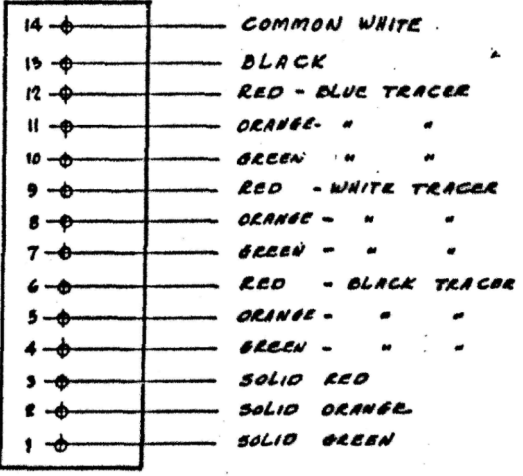 14 COMMON WHITE
13 BLACK
12 RED - BLUE TRACER
11 ORANGE- " "
10 GREEN " "
9 RED - WHITE TRACER
8 ORANGE - " "
7 GREEN - " "
6 RED - BLACK TRACER
5 ORANGE - " "
4 GREEN - " "
3 SOLID RED
2 SOLID ORANGE
1 SOLID GREEN